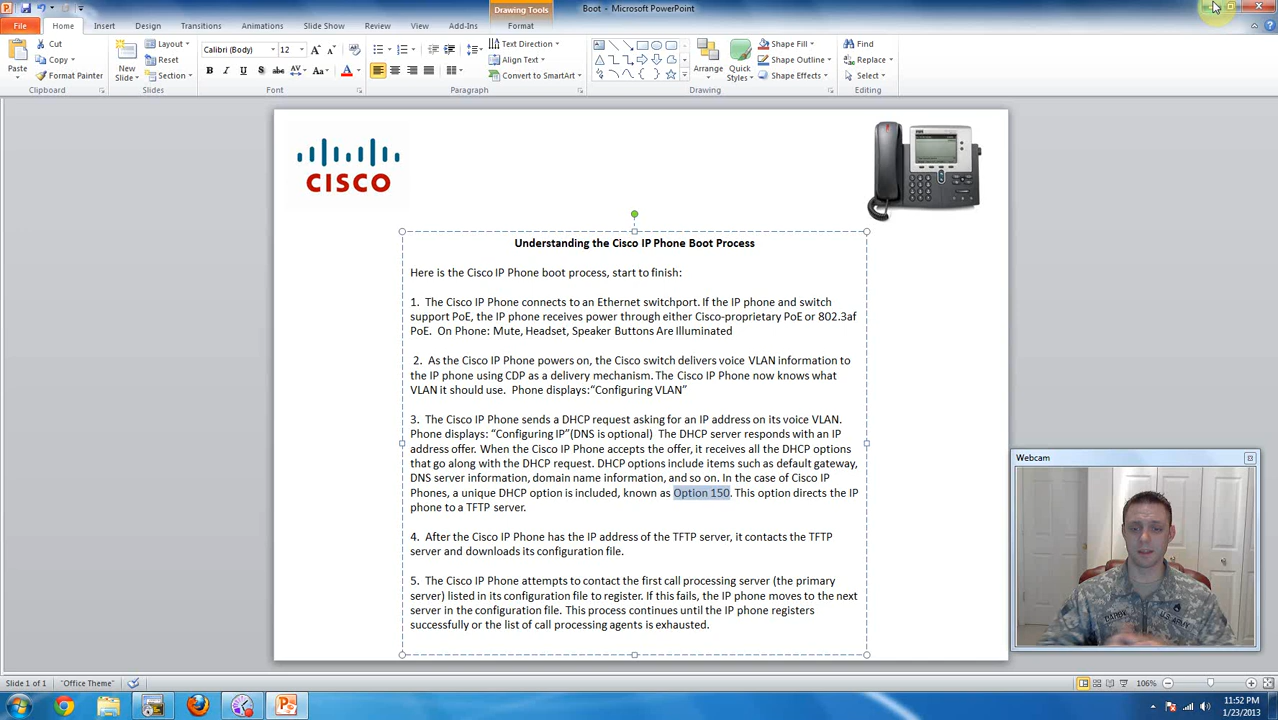 Boot - Microsoft PowerPoint
Drawing Tools
File Home Insert Design Transitions Animations Slide Show Review View Add-Ins Format
Paste
Cut
Copy
Format Painter
Clipboard
New Slide
Layout
Reset
Section
Slides
Calibri (Body) 12
B I U S abc AV Aa A
Font
Text Direction
Align Text
Convert to SmartArt
Paragraph
Arrange
Quick Styles
Shape Fill
Shape Outline
Shape Effects
Drawing
Find
Replace
Select
Editing
CISCO
Understanding the Cisco IP Phone Boot Process
Here is the Cisco IP Phone boot process, start to finish:
1. The Cisco IP Phone connects to an Ethernet switchport. If the IP phone and switch
support PoE, the IP phone receives power through either Cisco-proprietary PoE or 802.3af
PoE. On Phone: Mute, Headset, Speaker Buttons Are Illuminated
2. As the Cisco IP Phone powers on, the Cisco switch delivers voice VLAN information to
the IP phone using CDP as a delivery mechanism. The Cisco IP Phone now knows what
VLAN it should use. Phone displays:“Configuring VLAN”
3. The Cisco IP Phone sends a DHCP request asking for an IP address on its voice VLAN.
Phone displays: “Configuring IP”(DNS is optional) The DHCP server responds with an IP
address offer. When the Cisco IP Phone accepts the offer, it receives all the DHCP options
that go along with the DHCP request. DHCP options include items such as default gateway,
DNS server information, domain name information, and so on. In the case of Cisco IP
Phones, a unique DHCP option is included, known as Option 150. This option directs the IP
phone to a TFTP server.
4. After the Cisco IP Phone has the IP address of the TFTP server, it contacts the TFTP
server and downloads its configuration file.
5. The Cisco IP Phone attempts to contact the first call processing server (the primary
server) listed in its configuration file to register. If this fails, the IP phone moves to the next
server in the configuration file. This process continues until the IP phone registers
successfully or the list of call processing agents is exhausted.
Webcam
U.S. ARMY
Slide 1 of 1 "Office Theme" 106%
11:52 PM
1/23/2013